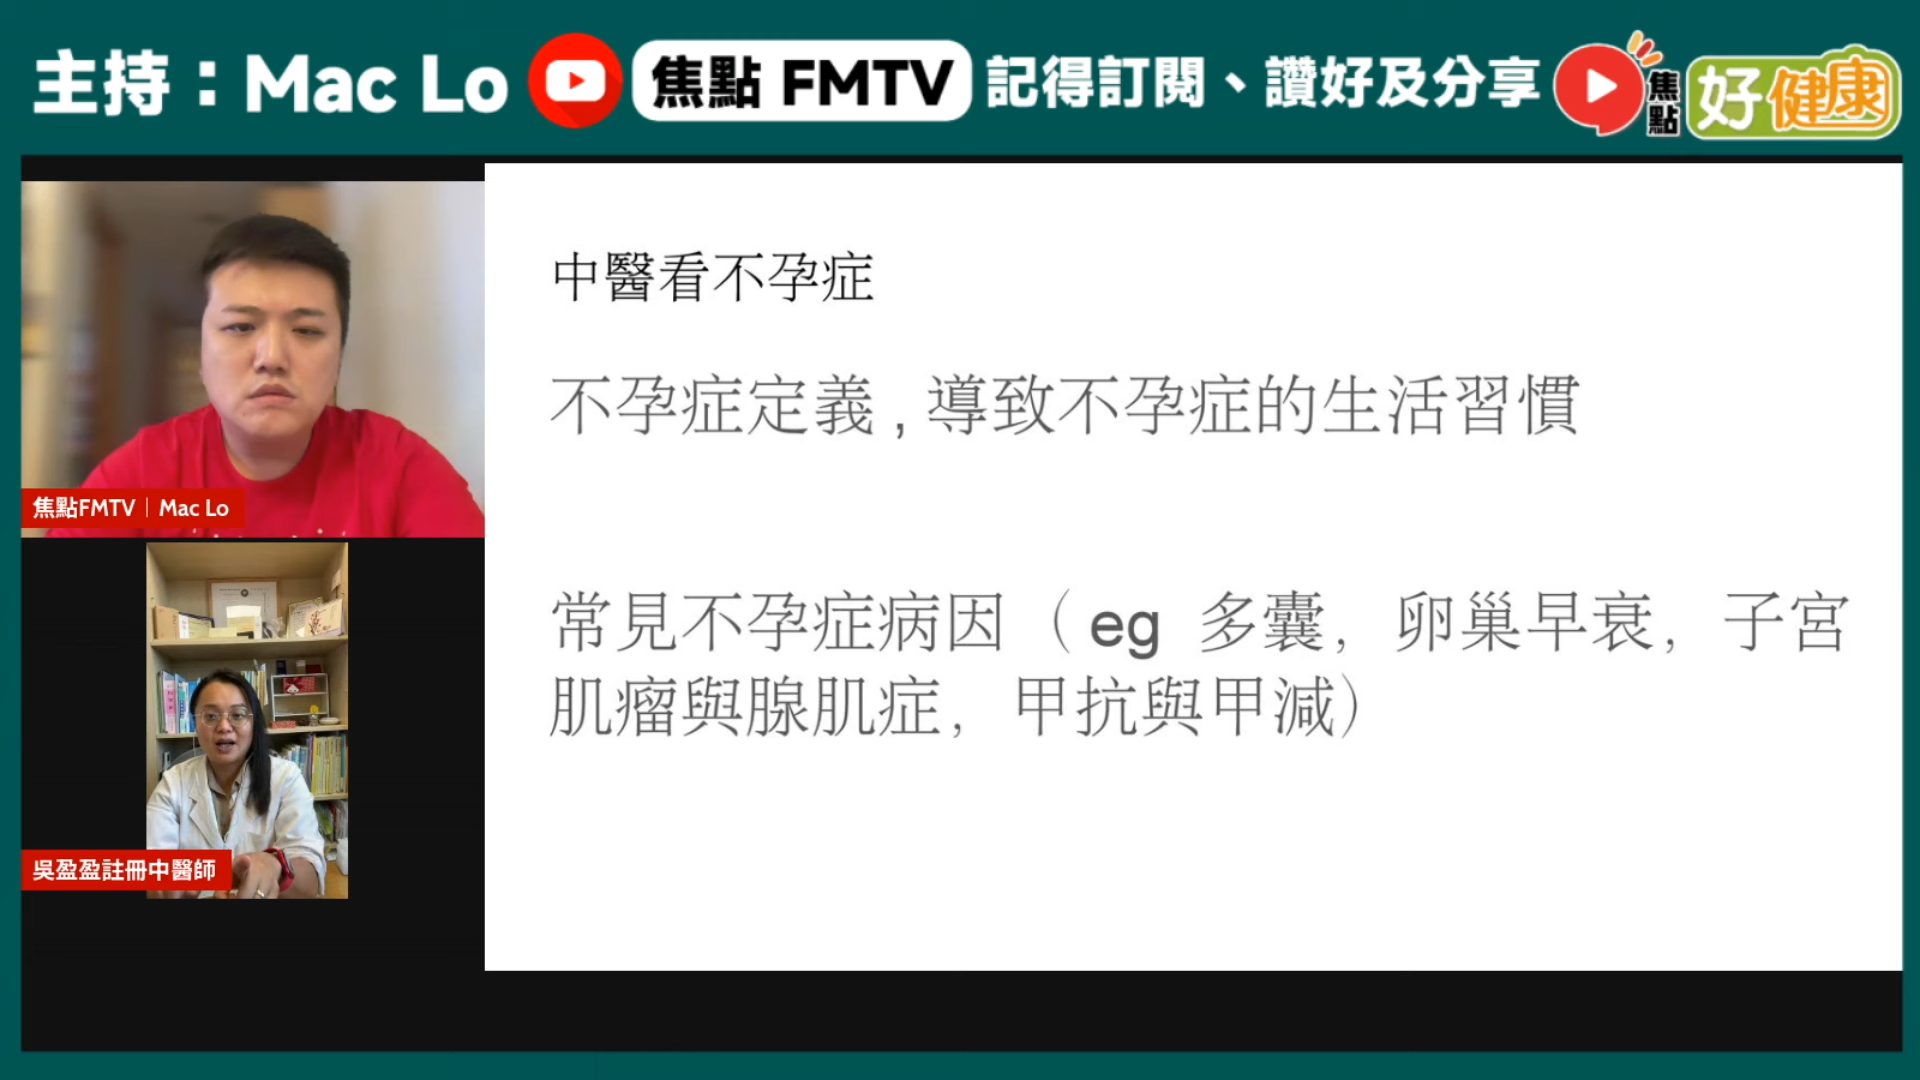 主持：Mac Lo
焦點 FMTV
記得訂閱、讚好及分享
焦點
好健康
焦點FMTV｜Mac Lo
吳盈盈註冊中醫師
中醫看不孕症
不孕症定義 , 導致不孕症的生活習慣
常見不孕症病因（ eg 多囊，卵巢早衰，子宮
肌瘤與腺肌症，甲抗與甲減）